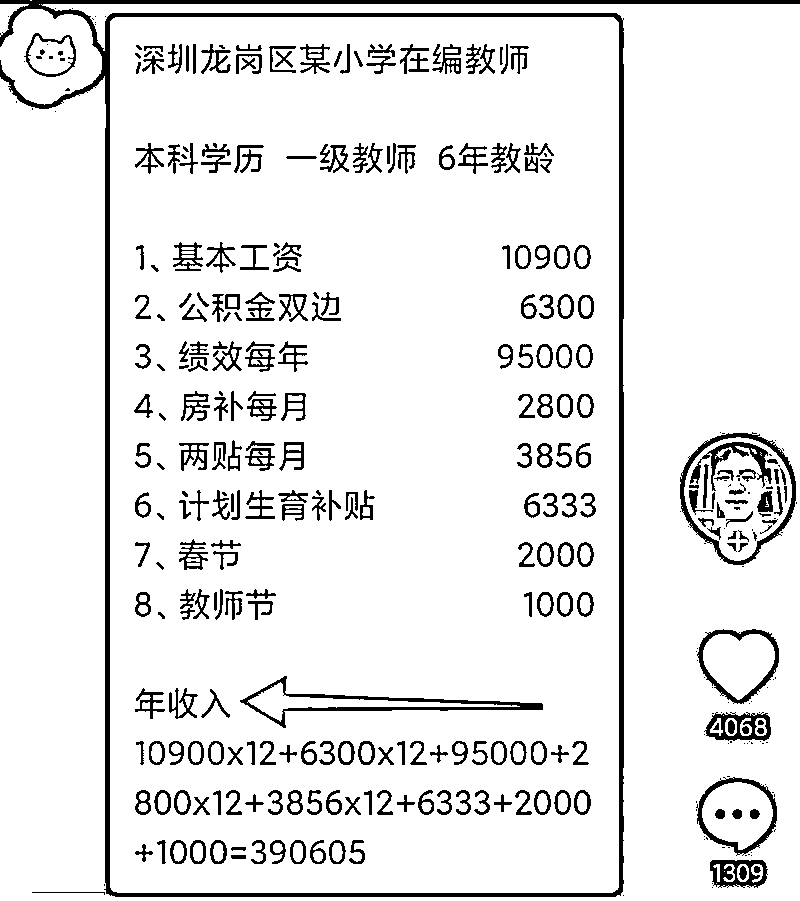 深圳龙岗区某小学在编教师
本科学历 一级教师 6年教龄
1、基本工资 10900
2、公积金双边 6300
3、绩效每年 95000
4、房补每月 2800
5、两贴每月 3856
6、计划生育补贴 6333
7、春节 2000
8、教师节 1000
年收入
10900x12+6300x12+95000+2
800x12+3856x12+6333+2000
+1000=390605
4068
1309